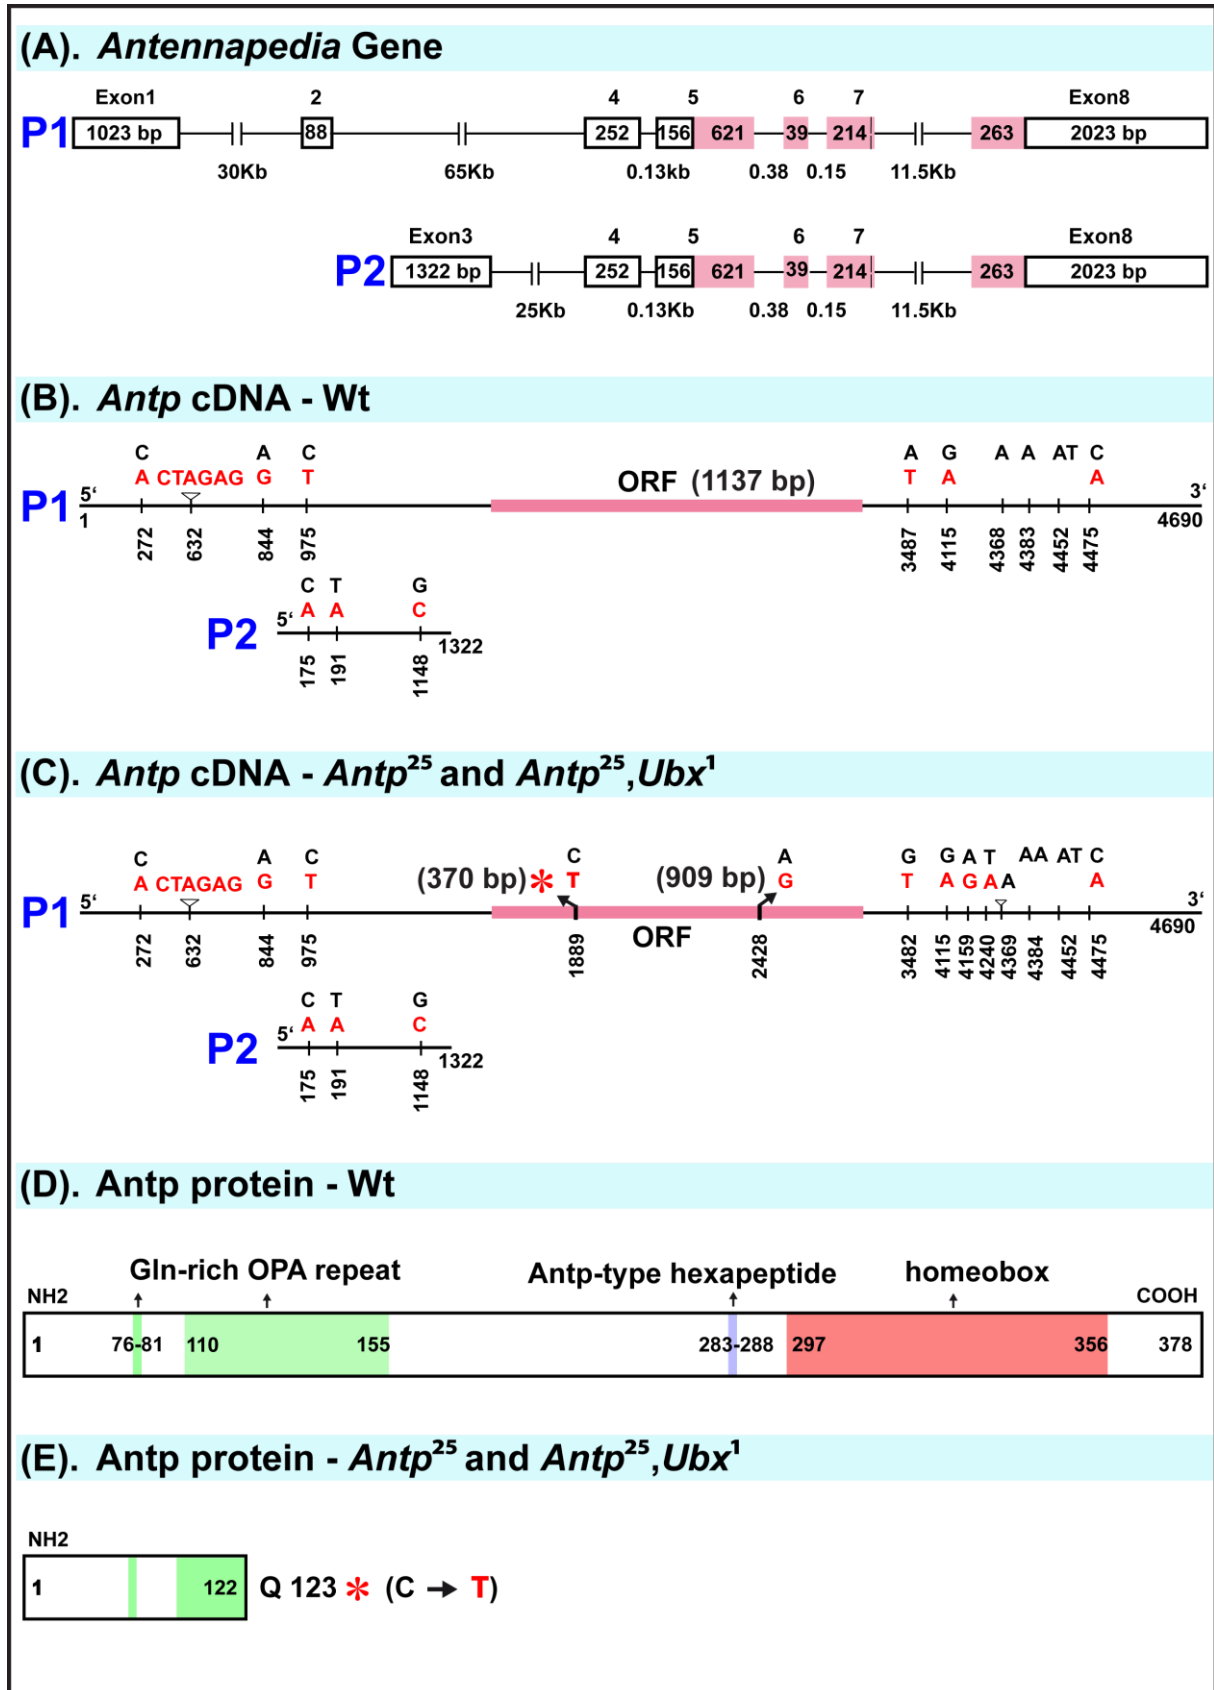 (A). Antennapedia Gene
Exon1 2 4 5 6 7 Exon8
P1 1023 bp 88 252 156 621 39 214 263 2023 bp
30Kb 65Kb 0.13kb 0.38 0.15 11.5Kb
Exon3 4 5 6 7 Exon8
P2 1322 bp 252 156 621 39 214 263 2023 bp
25Kb 0.13Kb 0.38 0.15 11.5Kb
(B). Antp cDNA - Wt
C A C A G A A AT C
A CTAGAG G T ORF (1137 bp) T A A
P1 5‘ 3‘
1 4690
272 632 844 975 3487 4115 4368 4383 4452 4475
C T G
A A C
P2 5‘ 1322
175 191 1148
(C). Antp cDNA - Antp²⁵ and Antp²⁵,Ubx¹
C A C C A G G A T AA AT C
A CTAGAG G T (370 bp) * T (909 bp) G T A G A A A
P1 5‘ 3‘
ORF 4690
272 632 844 975 1889 2428 3482 4115 4159 4240 4369 4384 4452 4475
C T G
A A C
P2 5‘ 1322
175 191 1148
(D). Antp protein - Wt
Gln-rich OPA repeat Antp-type hexapeptide homeobox
NH2 COOH
1 76-81 110 155 283-288 297 356 378
(E). Antp protein - Antp²⁵ and Antp²⁵,Ubx¹
NH2
1 122 Q 123 * (C → T)